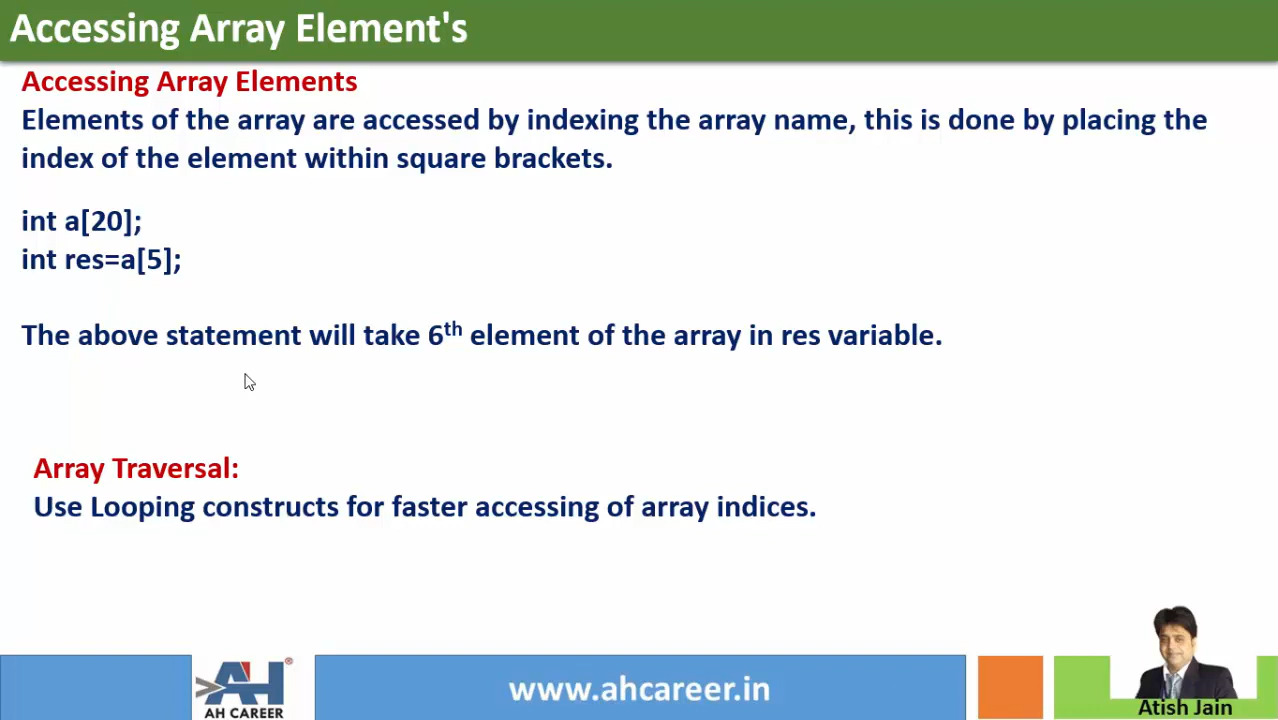 Accessing Array Element's
Accessing Array Elements
Elements of the array are accessed by indexing the array name, this is done by placing the
index of the element within square brackets.
int a[20];
int res=a[5];
The above statement will take 6th element of the array in res variable.
Array Traversal:
Use Looping constructs for faster accessing of array indices.
AH
®
AH CAREER
www.ahcareer.in
Atish Jain